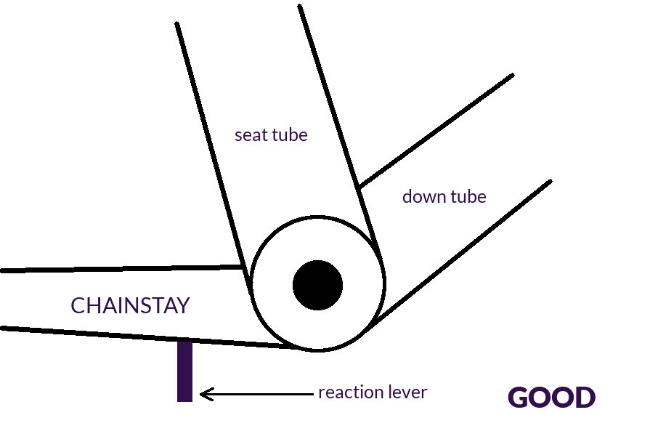 seat tube
down tube
CHAINSTAY
reaction lever
GOOD